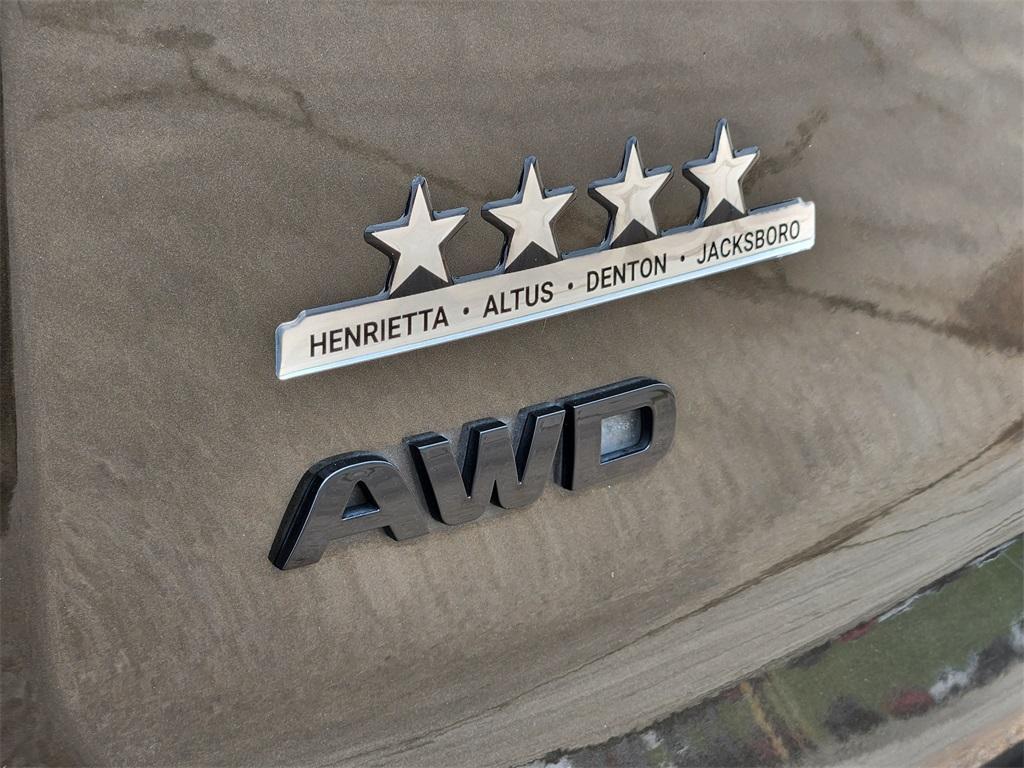 HENRIETTA • ALTUS • DENTON • JACKSBORO
AWD